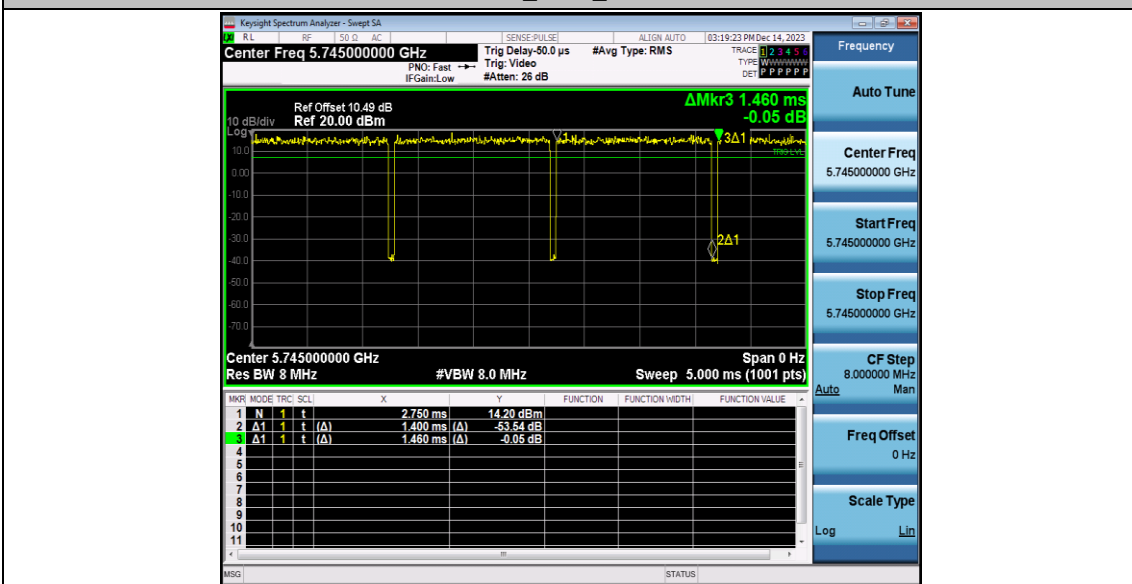 Keysight Spectrum Analyzer - Swept SA
LXI RL RF 50 Ω AC SENSE:PULSE ALIGN AUTO 03:19:23 PM Dec 14, 2023
Center Freq 5.745000000 GHz
Trig Delay-50.0 µs #Avg Type: RMS
TRACE 1 2 3 4 5 6
PNO: Fast Trig: Video
TYPE WWWWWW
IFGain:Low #Atten: 26 dB
DET P P P P P P
ΔMkr3 1.460 ms
-0.05 dB
Ref Offset 10.49 dB
10 dB/div Ref 20.00 dBm
Log
1
3Δ1
TRIG LVL
10.0
0.00
-10.0
-20.0
-30.0
2Δ1
-40.0
-50.0
-60.0
-70.0
Center 5.745000000 GHz Span 0 Hz
Res BW 8 MHz #VBW 8.0 MHz Sweep 5.000 ms (1001 pts)
MKR MODE TRC SCL X Y FUNCTION FUNCTION WIDTH FUNCTION VALUE
1 N 1 t 2.750 ms 14.20 dBm
2 Δ1 1 t (Δ) 1.400 ms (Δ) -53.54 dB
3 Δ1 1 t (Δ) 1.460 ms (Δ) -0.05 dB
4
5
6
7
8
9
10
11
MSG STATUS
Frequency
Auto Tune
Center Freq
5.745000000 GHz
Start Freq
5.745000000 GHz
Stop Freq
5.745000000 GHz
CF Step
8.000000 MHz
Auto Man
Freq Offset
0 Hz
Scale Type
Log Lin